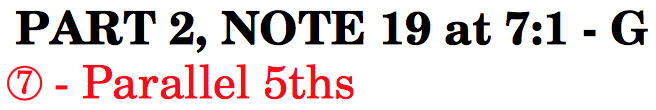 PART 2, NOTE 19 at 7:1 - G
⑦ - Parallel 5ths